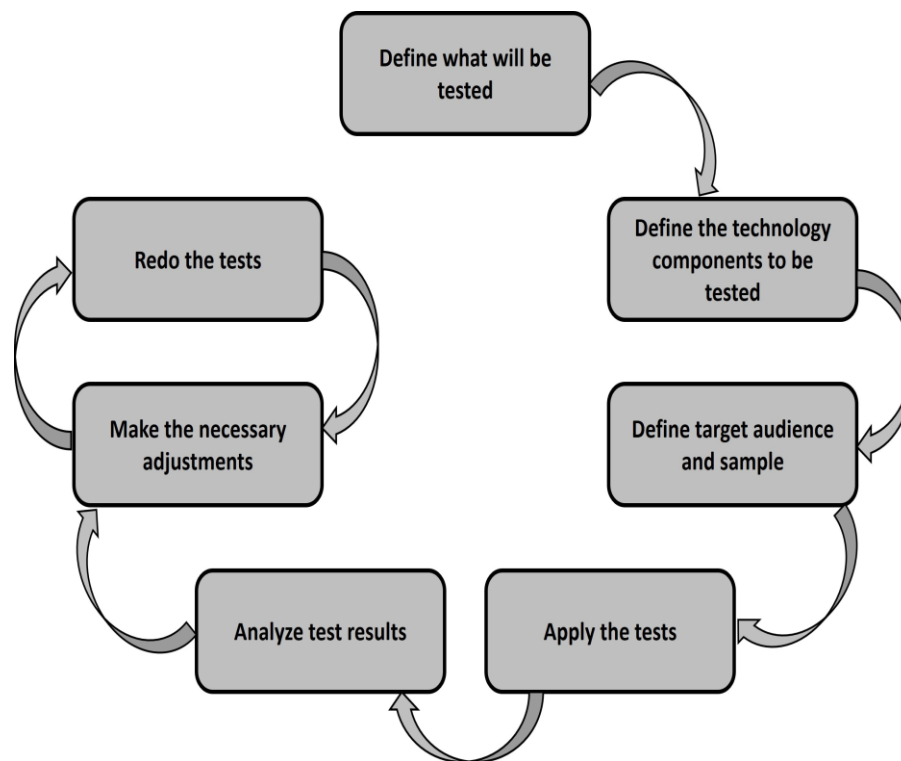 Define what will be
tested
Define the technology
components to be
tested
Define target audience
and sample
Apply the tests
Analyze test results
Make the necessary
adjustments
Redo the tests